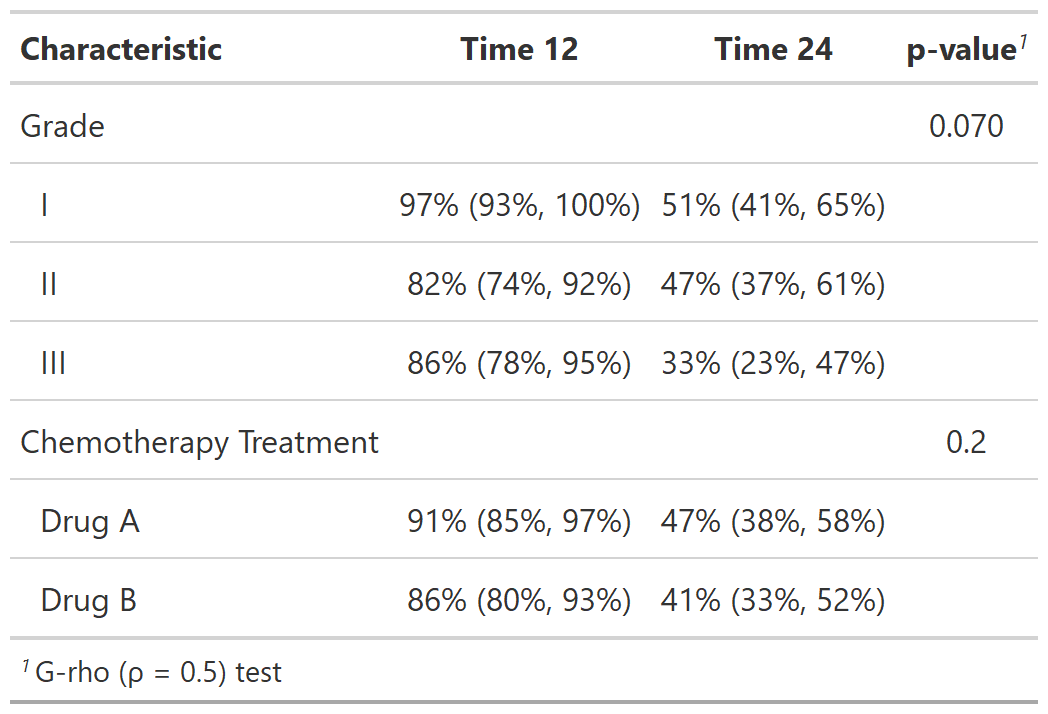 Characteristic Time 12 Time 24 p-value1
Grade 0.070
I 97% (93%, 100%) 51% (41%, 65%)
II 82% (74%, 92%) 47% (37%, 61%)
III 86% (78%, 95%) 33% (23%, 47%)
Chemotherapy Treatment 0.2
Drug A 91% (85%, 97%) 47% (38%, 58%)
Drug B 86% (80%, 93%) 41% (33%, 52%)
1 G-rho (ρ = 0.5) test